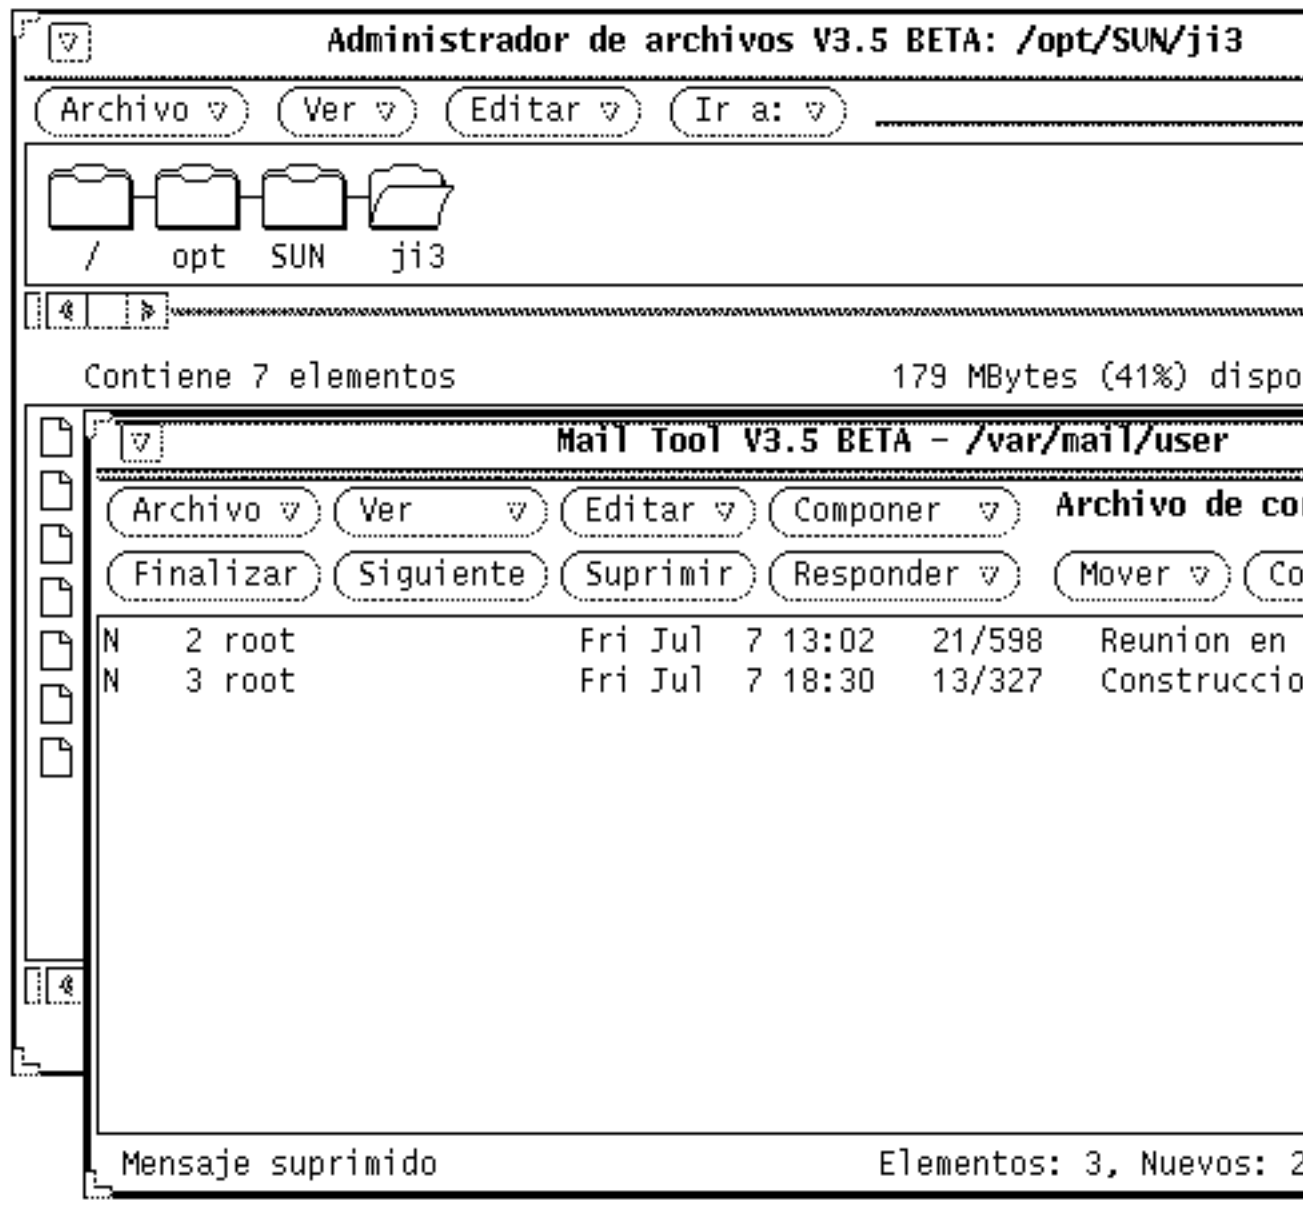 Administrador de archivos V3.5 BETA: /opt/SUN/ji3
Archivo Ver Editar Ir a:
/ opt SUN ji3
Contiene 7 elementos 179 MBytes (41%) dispo
Mail Tool V3.5 BETA - /var/mail/user
Archivo Ver Editar Componer Archivo de co
Finalizar Siguiente Suprimir Responder Mover Co
N 2 root Fri Jul 7 13:02 21/598 Reunion en
N 3 root Fri Jul 7 18:30 13/327 Construccio
Mensaje suprimido Elementos: 3, Nuevos: 2